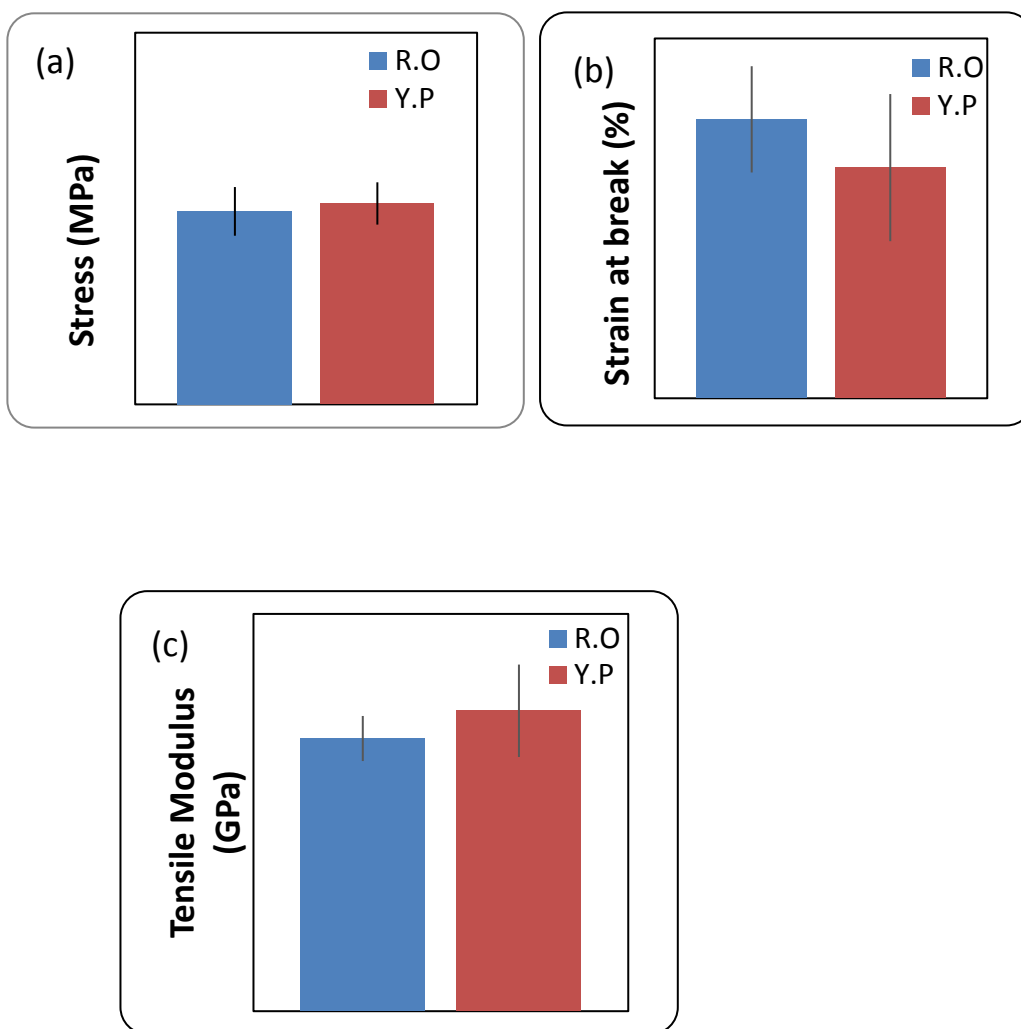 (a)
R.O
Y.P
Stress (MPa)
(b)
R.O
Y.P
Strain at break (%)
(c)
R.O
Y.P
Tensile Modulus
(GPa)